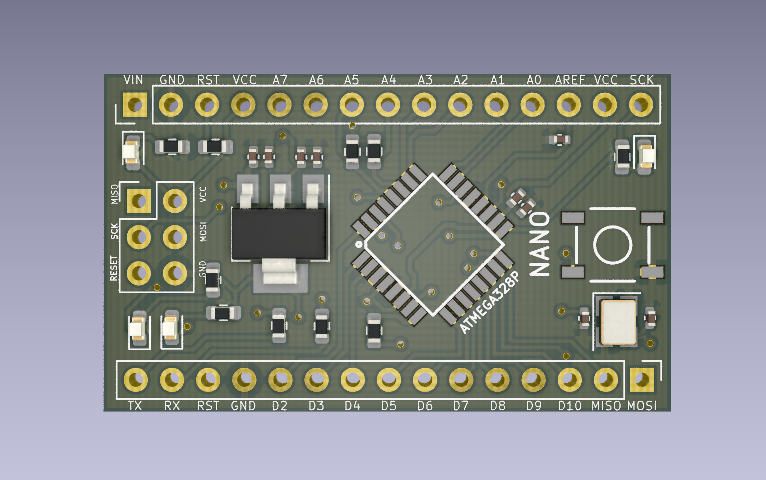 VIN GND RST VCC A7 A6 A5 A4 A3 A2 A1 A0 AREF VCC SCK
MISO VCC
SCK MOSI
RESET GND
NANO
ATMEGA328P
TX RX RST GND D2 D3 D4 D5 D6 D7 D8 D9 D10 MISO MOSI